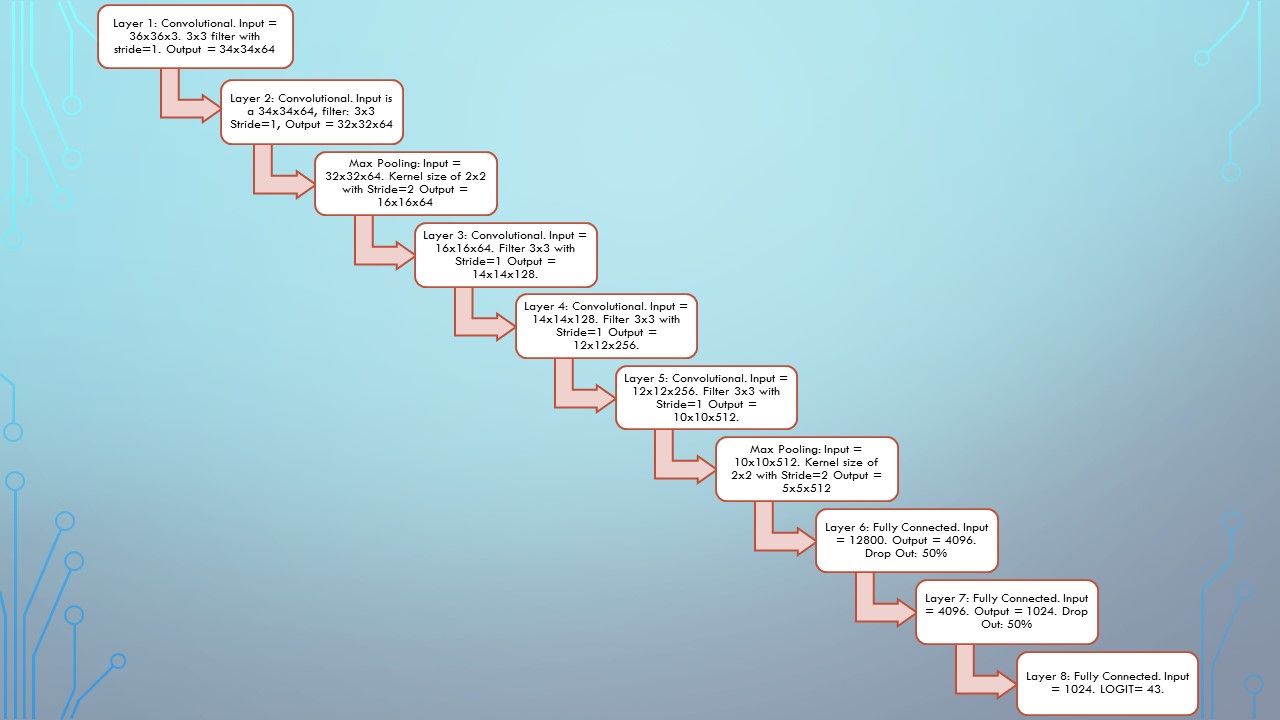 Layer 1: Convolutional. Input =
36x36x3. 3x3 filter with
stride=1. Output = 34x34x64
Layer 2: Convolutional. Input is
a 34x34x64, filter: 3x3
Stride=1, Output = 32x32x64
Max Pooling: Input =
32x32x64. Kernel size of 2x2
with Stride=2 Output =
16x16x64
Layer 3: Convolutional. Input =
16x16x64. Filter 3x3 with
Stride=1 Output =
14x14x128.
Layer 4: Convolutional. Input =
14x14x128. Filter 3x3 with
Stride=1 Output =
12x12x256.
Layer 5: Convolutional. Input =
12x12x256. Filter 3x3 with
Stride=1 Output =
10x10x512.
Max Pooling: Input =
10x10x512. Kernel size of
2x2 with Stride=2 Output =
5x5x512
Layer 6: Fully Connected. Input
= 12800. Output = 4096.
Drop Out: 50%
Layer 7: Fully Connected. Input
= 4096. Output = 1024. Drop
Out: 50%
Layer 8: Fully Connected. Input
= 1024. LOGIT= 43.